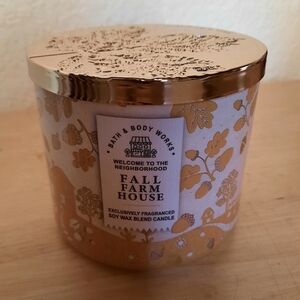 • BATH & BODY WORKS •
WELCOME TO THE
NEIGHBORHOOD
FALL
FARM
HOUSE
EXCLUSIVELY FRAGRANCED
SOY WAX BLEND CANDLE